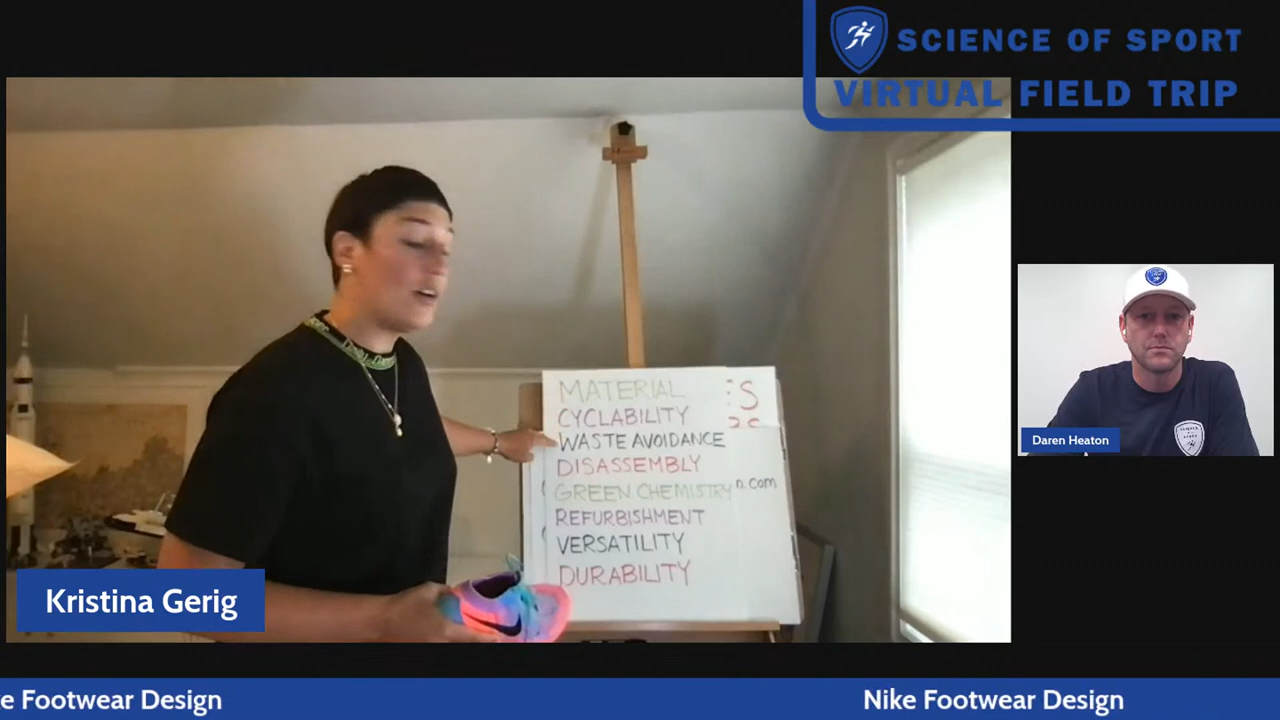 SCIENCE OF SPORT
VIRTUAL FIELD TRIP
MATERIAL
CYCLABILITY
WASTE AVOIDANCE
DISASSEMBLY
GREEN CHEMISTRY
n.com
REFURBISHMENT
VERSATILITY
DURABILITY
Daren Heaton
Kristina Gerig
e Footwear Design
Nike Footwear Design